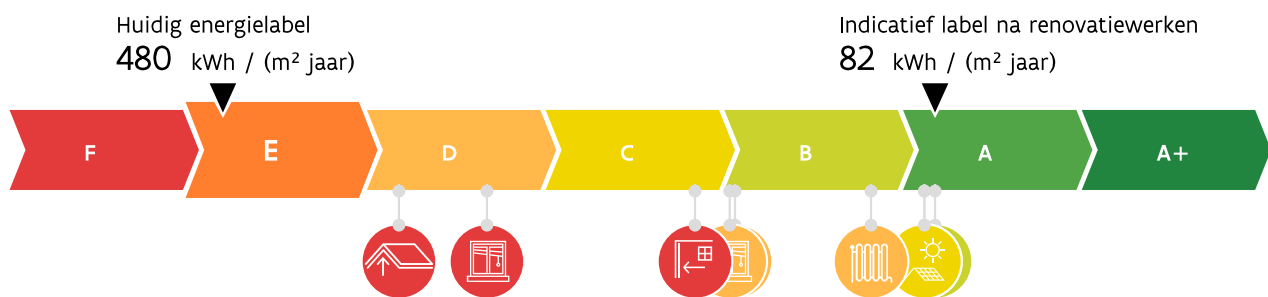 Huidig energielabel
480 kWh / (m² jaar)
Indicatief label na renovatiewerken
82 kWh / (m² jaar)
F E D C B A A+